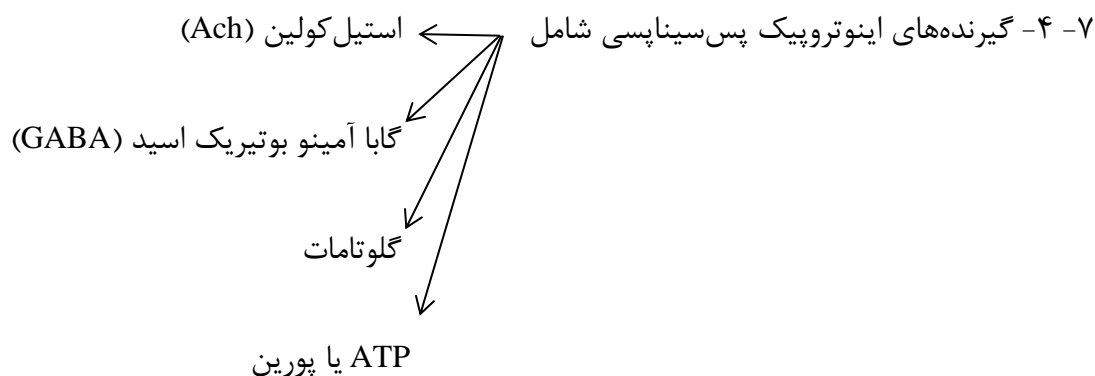 ۷- ۴- گیرنده‌های اینوتروپیک پس‌سیناپسی شامل استیل‌کولین (Ach)
گابا آمینو بوتیریک اسید (GABA)
گلوتامات
ATP یا پورین